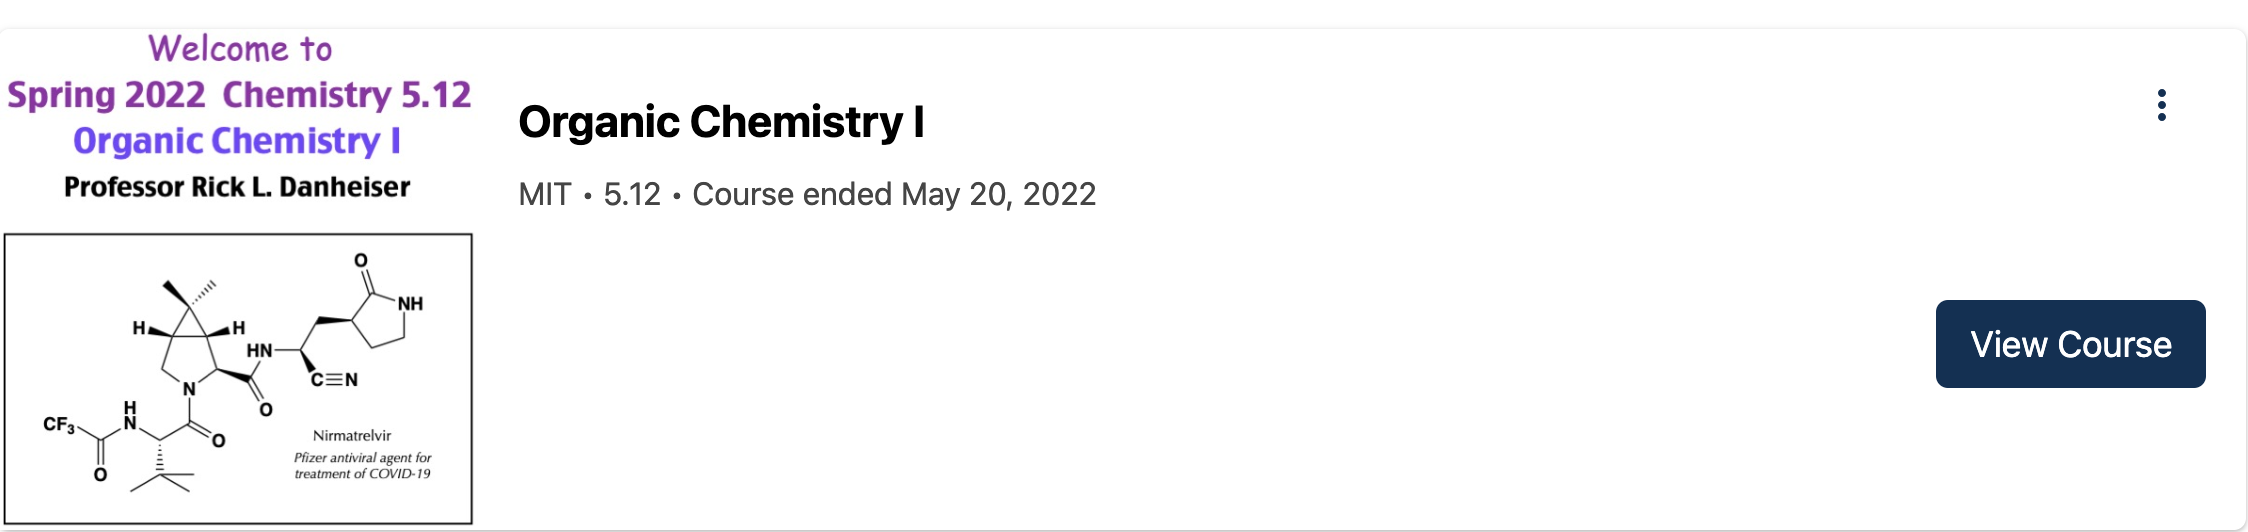 Welcome to
Spring 2022 Chemistry 5.12
Organic Chemistry I
Professor Rick L. Danheiser
O
NH
H
H
HN
C≡N
N
O
H
N
CF₃
O
O
Nirmatrelvir
Pfizer antiviral agent for
treatment of COVID-19
Organic Chemistry I
MIT • 5.12 • Course ended May 20, 2022
View Course